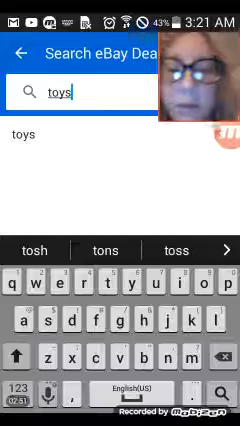 43% 3:21 AM
Search eBay Dea
toys
toys
tosh tons toss
q w e r t y u i o p
a s d f g h j k l
z x c v b n m
123 , English(US) .
02:51
Recorded by MOBIZEN